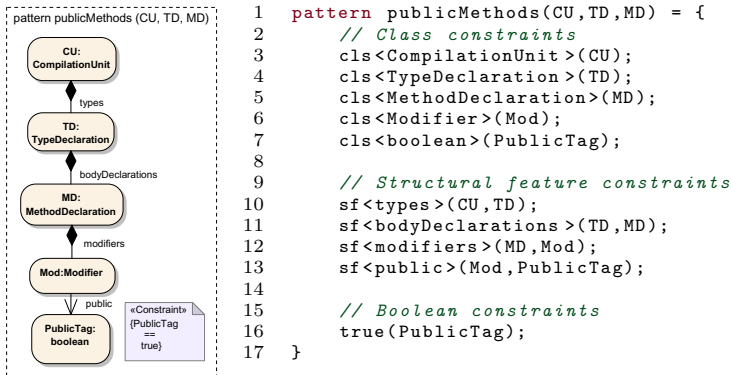 pattern publicMethods (CU, TD, MD)
CU:
CompilationUnit
types
TD:
TypeDeclaration
bodyDeclarations
MD:
MethodDeclaration
modifiers
Mod:Modifier
public
PublicTag:
boolean
«Constraint»
{PublicTag
==
true}
1 pattern publicMethods(CU,TD,MD) = {
2 // Class constraints
3 cls<CompilationUnit>(CU);
4 cls<TypeDeclaration>(TD);
5 cls<MethodDeclaration>(MD);
6 cls<Modifier>(Mod);
7 cls<boolean>(PublicTag);
8
9 // Structural feature constraints
10 sf<types>(CU,TD);
11 sf<bodyDeclarations>(TD,MD);
12 sf<modifiers>(MD,Mod);
13 sf<public>(Mod,PublicTag);
14
15 // Boolean constraints
16 true(PublicTag);
17 }